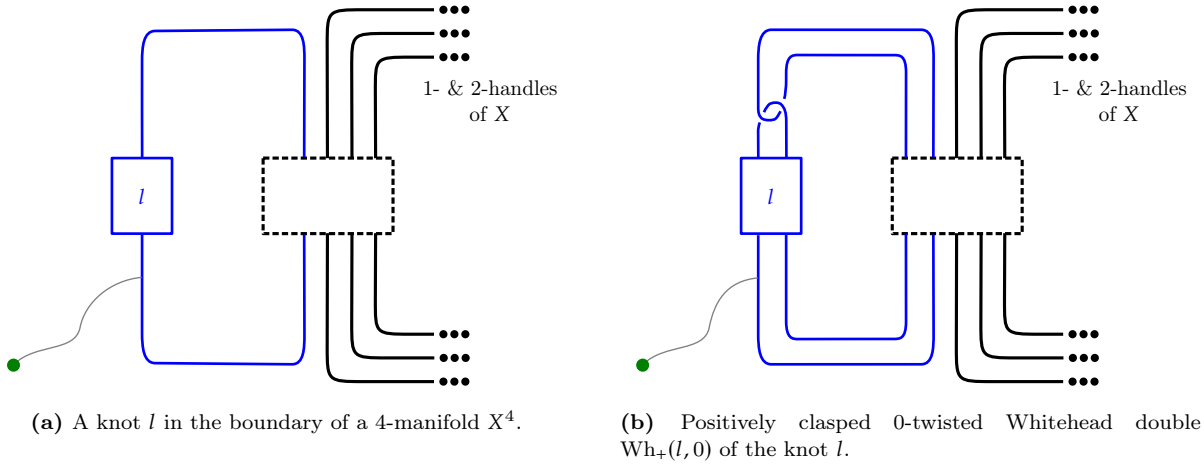 1- & 2-handles
of X
l
(a) A knot l in the boundary of a 4-manifold X⁴.
1- & 2-handles
of X
l
(b) Positively clasped 0-twisted Whitehead double
Wh₊(l, 0) of the knot l.